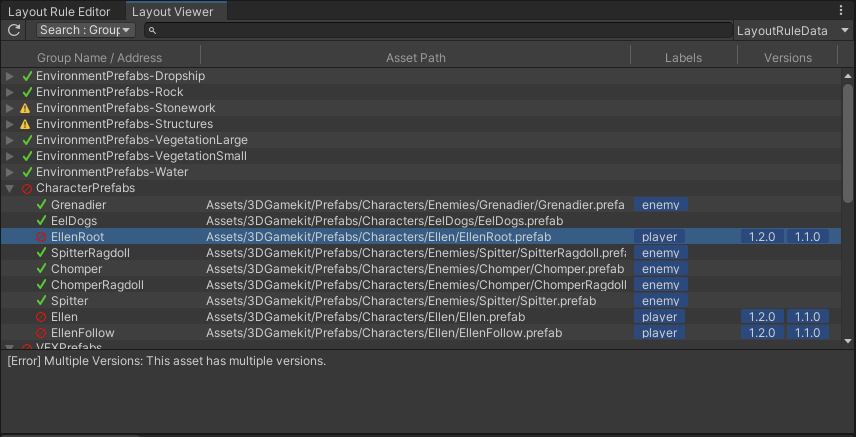 Layout Rule Editor Layout Viewer
Search : Group LayoutRuleData
Group Name / Address Asset Path Labels Versions
EnvironmentPrefabs-Dropship
EnvironmentPrefabs-Rock
EnvironmentPrefabs-Stonework
EnvironmentPrefabs-Structures
EnvironmentPrefabs-VegetationLarge
EnvironmentPrefabs-VegetationSmall
EnvironmentPrefabs-Water
CharacterPrefabs
Grenadier Assets/3DGamekit/Prefabs/Characters/Enemies/Grenadier/Grenadier.prefa enemy
EelDogs Assets/3DGamekit/Prefabs/Characters/EelDogs/EelDogs.prefab
EllenRoot Assets/3DGamekit/Prefabs/Characters/Ellen/EllenRoot.prefab player 1.2.0 1.1.0
SpitterRagdoll Assets/3DGamekit/Prefabs/Characters/Enemies/Spitter/SpitterRagdoll.prefa enemy
Chomper Assets/3DGamekit/Prefabs/Characters/Enemies/Chomper/Chomper.prefab enemy
ChomperRagdoll Assets/3DGamekit/Prefabs/Characters/Enemies/Chomper/ChomperRagdoll enemy
Spitter Assets/3DGamekit/Prefabs/Characters/Enemies/Spitter/Spitter.prefab enemy
Ellen Assets/3DGamekit/Prefabs/Characters/Ellen/Ellen.prefab player 1.2.0 1.1.0
EllenFollow Assets/3DGamekit/Prefabs/Characters/Ellen/EllenFollow.prefab player 1.2.0 1.1.0
VFXPrefabs
[Error] Multiple Versions: This asset has multiple versions.